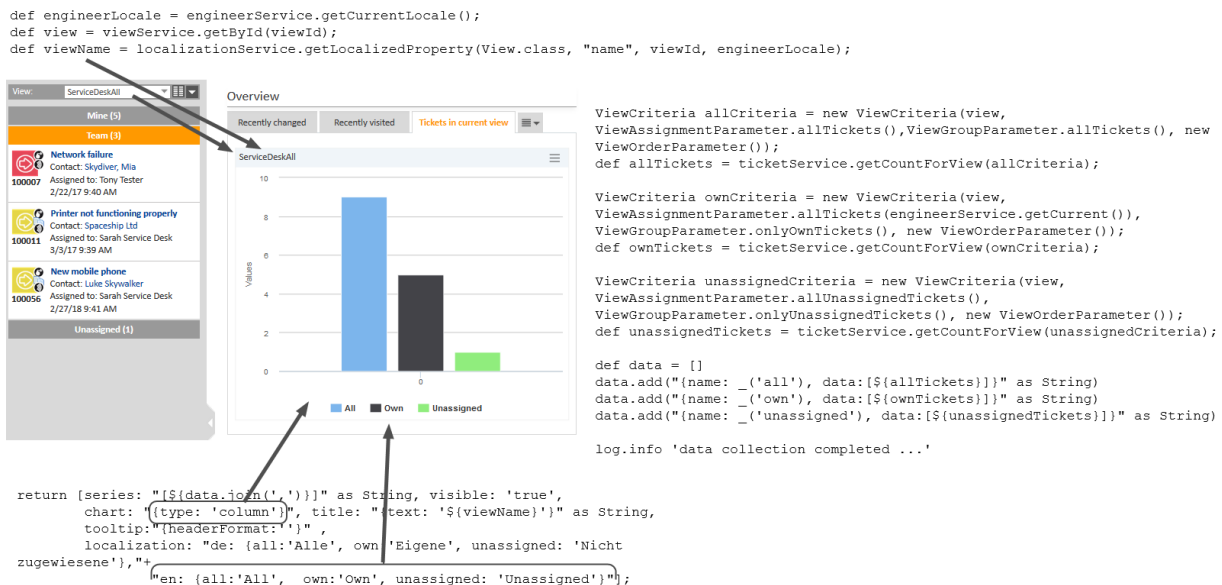 def engineerLocale = engineerService.getCurrentLocale();
def view = viewService.getById(viewId);
def viewName = localizationService.getLocalizedProperty(View.class, "name", viewId, engineerLocale);
View:
ServiceDeskAll
Mine (5)
Team (3)
Network failure
Contact: Skydiver, Mia
Assigned to: Tony Tester
100007
2/22/17 9:40 AM
Printer not functioning properly
Contact: Spaceship Ltd
Assigned to: Sarah Service Desk
100011
3/3/17 9:39 AM
New mobile phone
Contact: Luke Skywalker
Assigned to: Sarah Service Desk
100056
2/27/18 9:41 AM
Unassigned (1)
Overview
Recently changed
Recently visited
Tickets in current view
ServiceDeskAll
10
8
6
4
2
0
Values
0
All
Own
Unassigned
ViewCriteria allCriteria = new ViewCriteria(view,
ViewAssignmentParameter.allTickets(),ViewGroupParameter.allTickets(), new
ViewOrderParameter());
def allTickets = ticketService.getCountForView(allCriteria);
ViewCriteria ownCriteria = new ViewCriteria(view,
ViewAssignmentParameter.allTickets(engineerService.getCurrent()),
ViewGroupParameter.onlyOwnTickets(), new ViewOrderParameter());
def ownTickets = ticketService.getCountForView(ownCriteria);
ViewCriteria unassignedCriteria = new ViewCriteria(view,
ViewAssignmentParameter.allUnassignedTickets(),
ViewGroupParameter.onlyUnassignedTickets(), new ViewOrderParameter());
def unassignedTickets = ticketService.getCountForView(unassignedCriteria);
def data = []
data.add("{name: _('all'), data:[${allTickets}]}" as String)
data.add("{name: _('own'), data:[${ownTickets}]}" as String)
data.add("{name: _('unassigned'), data:[${unassignedTickets}]}" as String)
log.info 'data collection completed ...'
return [series: "[${data.join(',')}]" as String, visible: 'true',
chart: "{type: 'column'}", title: "{text: '${viewName}'}" as String,
tooltip:"{headerFormat:''}" ,
localization: "de: {all:'Alle', own:'Eigene', unassigned: 'Nicht
zugewiesene'},"+
"en: {all:'All', own:'Own', unassigned: 'Unassigned'}"];